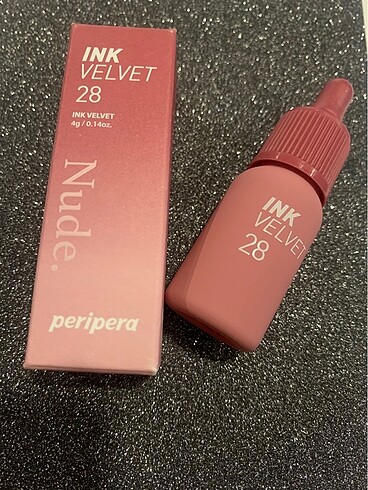 INK
VELVET
28
INK VELVET
4g / 0.14oz.
Nude.
peripera
INK
VELVET
28